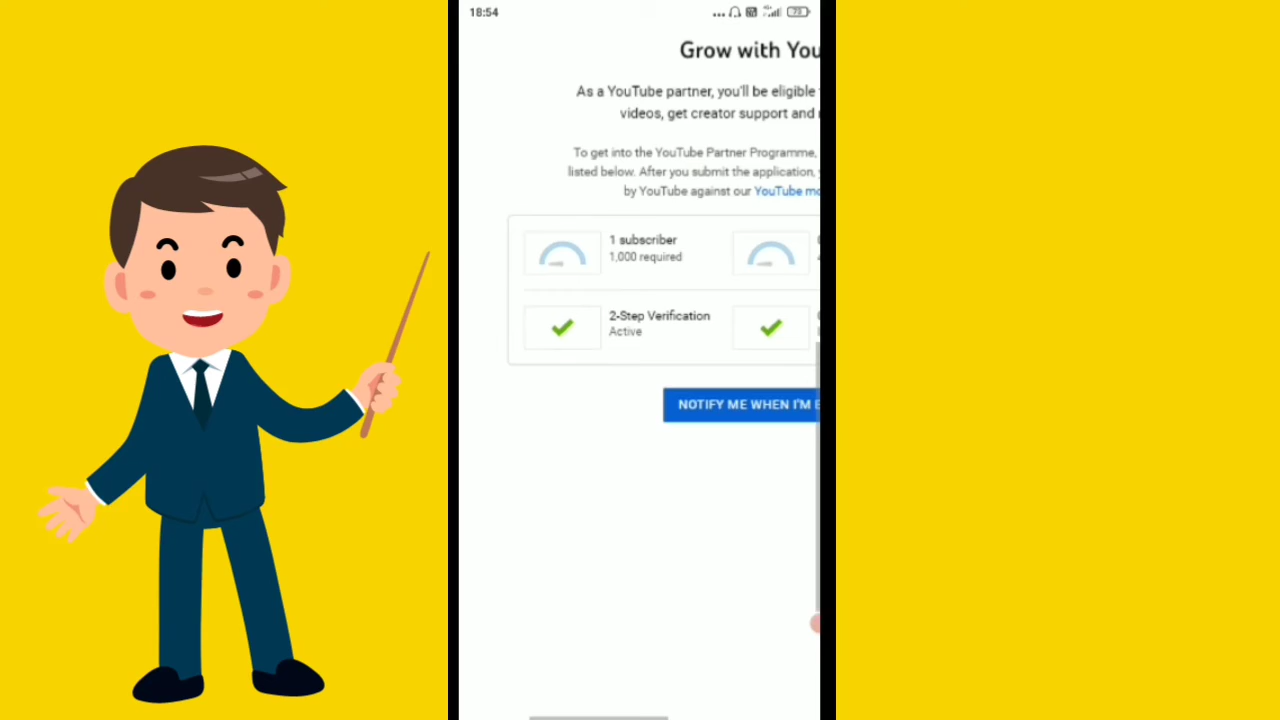 18:54
Grow with You
As a YouTube partner, you'll be eligible
videos, get creator support and
To get into the YouTube Partner Programme,
listed below. After you submit the application,
by YouTube against our YouTube mo
1 subscriber
1,000 required
2-Step Verification
Active
NOTIFY ME WHEN I'M E